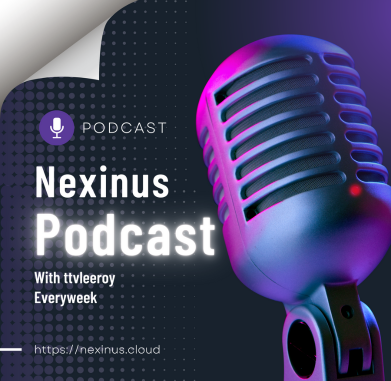 PODCAST
Nexinus
Podcast
With ttvleeroy
Everyweek
https://nexinus.cloud